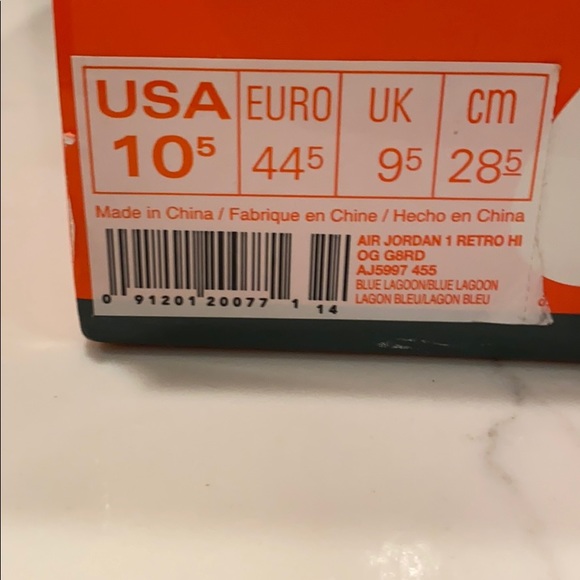 USA EURO UK cm
10⁵ 44⁵ 9⁵ 28⁵
Made in China / Fabrique en Chine / Hecho en China
AIR JORDAN 1 RETRO HI
OG G8RD
AJ5997 455
BLUE LAGOON/BLUE LAGOON
LAGON BLEU/LAGON BLEU
0 91201 20077 1 14